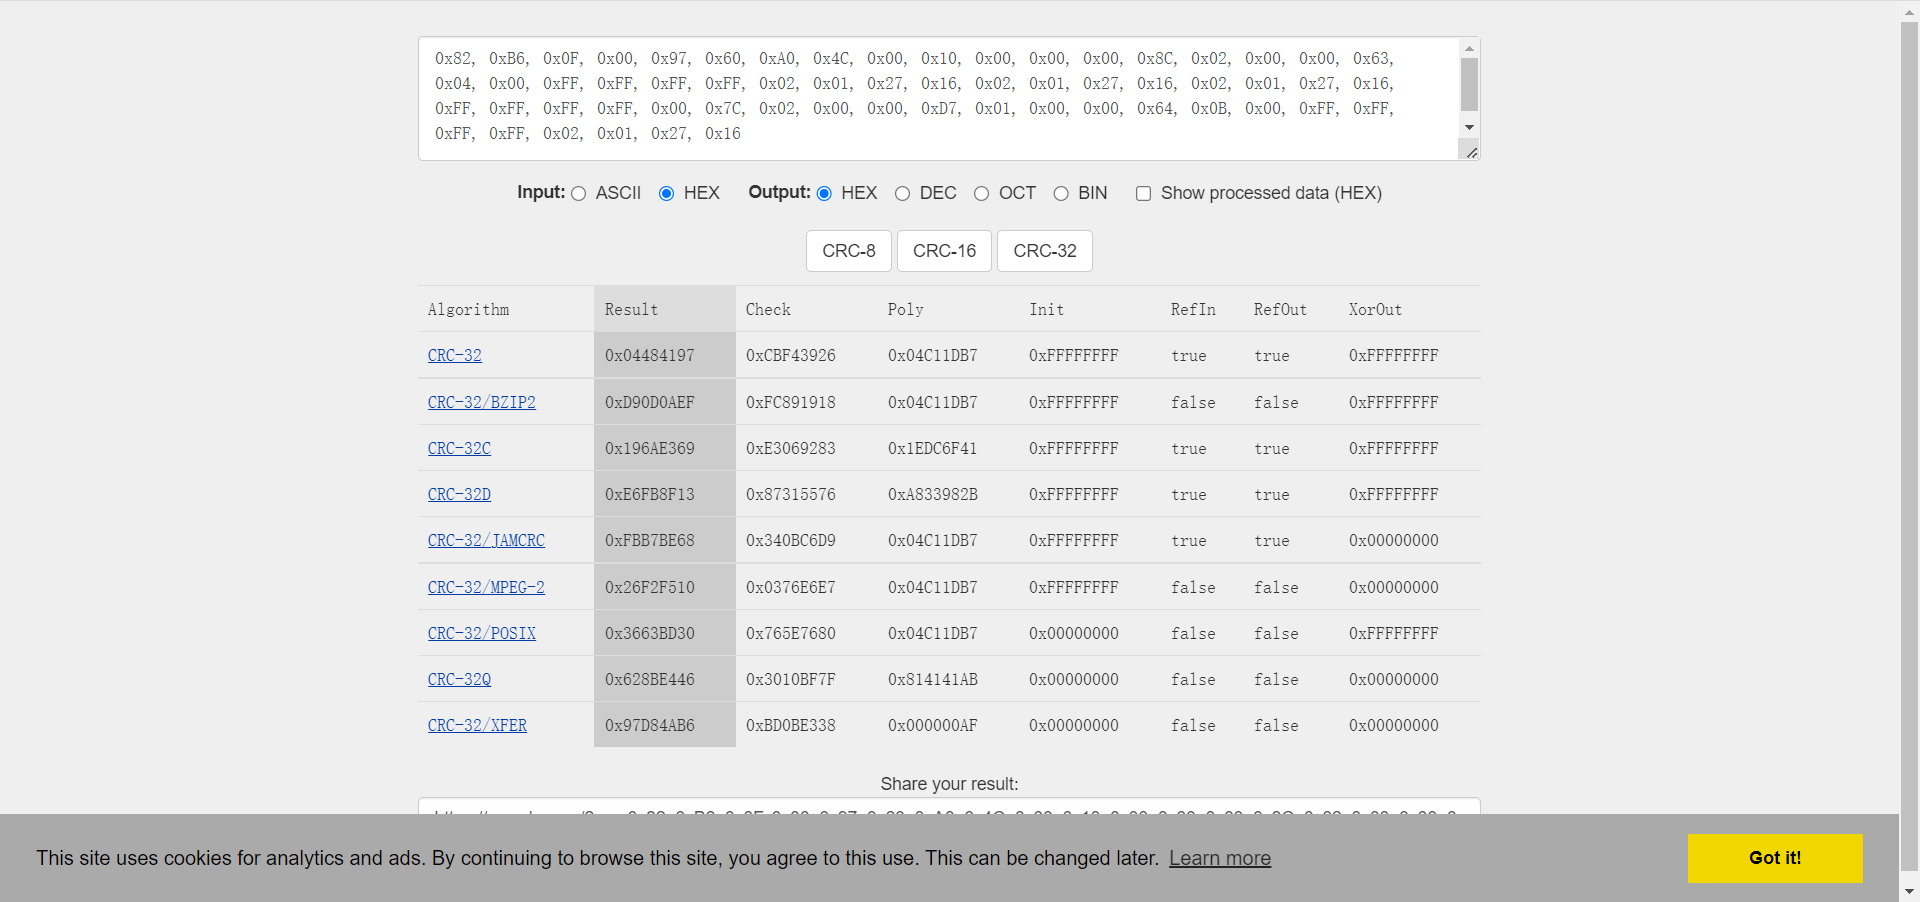 0x82, 0xB6, 0x0F, 0x00, 0x97, 0x60, 0xA0, 0x4C, 0x00, 0x10, 0x00, 0x00, 0x00, 0x8C, 0x02, 0x00, 0x00, 0x63,
0x04, 0x00, 0xFF, 0xFF, 0xFF, 0xFF, 0x02, 0x01, 0x27, 0x16, 0x02, 0x01, 0x27, 0x16, 0x02, 0x01, 0x27, 0x16,
0xFF, 0xFF, 0xFF, 0xFF, 0x00, 0x7C, 0x02, 0x00, 0x00, 0xD7, 0x01, 0x00, 0x00, 0x64, 0x0B, 0x00, 0xFF, 0xFF,
0xFF, 0xFF, 0x02, 0x01, 0x27, 0x16
Input: ASCII HEX Output: HEX DEC OCT BIN Show processed data (HEX)
CRC-8 CRC-16 CRC-32
Algorithm Result Check Poly Init RefIn RefOut XorOut
CRC-32 0x04484197 0xCBF43926 0x04C11DB7 0xFFFFFFFF true true 0xFFFFFFFF
CRC-32/BZIP2 0xD90D0AEF 0xFC891918 0x04C11DB7 0xFFFFFFFF false false 0xFFFFFFFF
CRC-32C 0x196AE369 0xE3069283 0x1EDC6F41 0xFFFFFFFF true true 0xFFFFFFFF
CRC-32D 0xE6FB8F13 0x87315576 0xA833982B 0xFFFFFFFF true true 0xFFFFFFFF
CRC-32/JAMCRC 0xFBB7BE68 0x340BC6D9 0x04C11DB7 0xFFFFFFFF true true 0x00000000
CRC-32/MPEG-2 0x26F2F510 0x0376E6E7 0x04C11DB7 0xFFFFFFFF false false 0x00000000
CRC-32/POSIX 0x3663BD30 0x765E7680 0x04C11DB7 0x00000000 false false 0xFFFFFFFF
CRC-32Q 0x628BE446 0x3010BF7F 0x814141AB 0x00000000 false false 0x00000000
CRC-32/XFER 0x97D84AB6 0xBD0BE338 0x000000AF 0x00000000 false false 0x00000000
Share your result:
This site uses cookies for analytics and ads. By continuing to browse this site, you agree to this use. This can be changed later. Learn more
Got it!